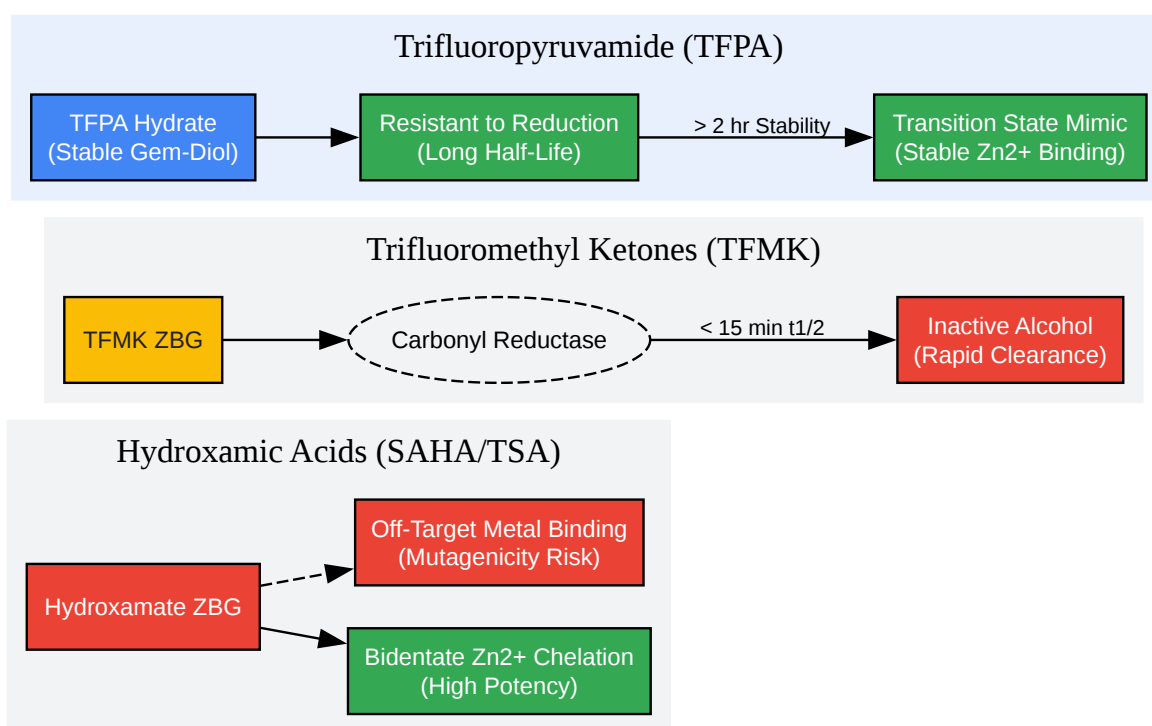 Trifluoropyruvamide (TFPA)
TFPA Hydrate
(Stable Gem-Diol)
Resistant to Reduction
(Long Half-Life)
> 2 hr Stability
Transition State Mimic
(Stable Zn2+ Binding)
Trifluoromethyl Ketones (TFMK)
TFMK ZBG
Carbonyl Reductase
< 15 min t1/2
Inactive Alcohol
(Rapid Clearance)
Hydroxamic Acids (SAHA/TSA)
Hydroxamate ZBG
Off-Target Metal Binding
(Mutagenicity Risk)
Bidentate Zn2+ Chelation
(High Potency)